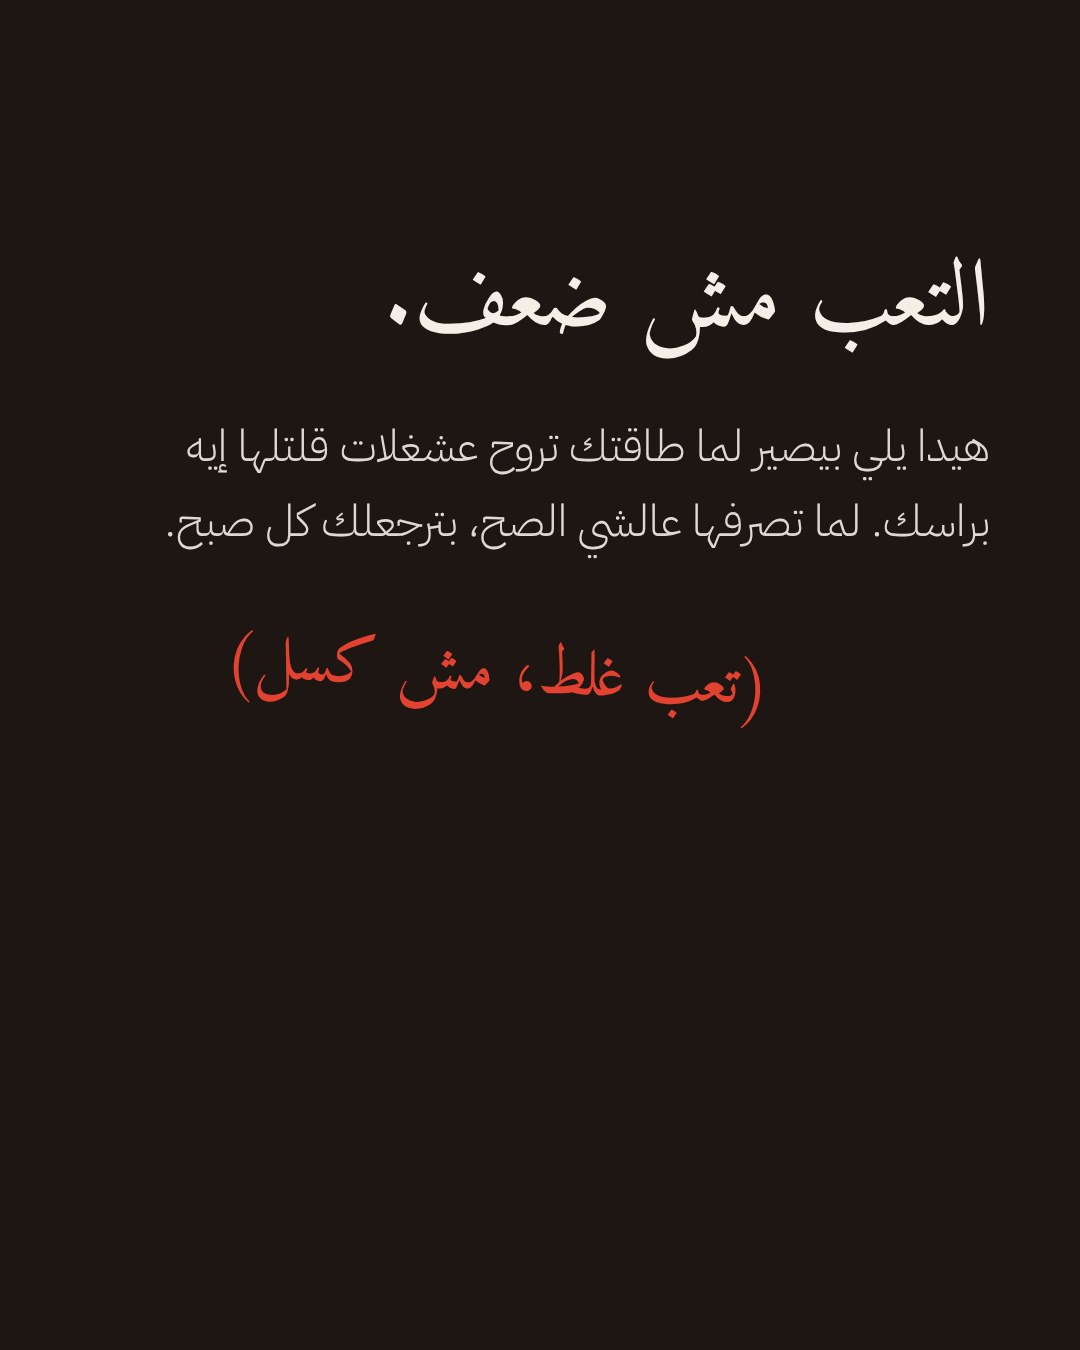 التعب مش ضعف.
هيدا يلي بيصير لما طاقتك تروح عشغلات قلتلها إيه
براسك. لما تصرفها عالشي الصح، بترجعلك كل صبح.
(تعب غلط، مش كسل)